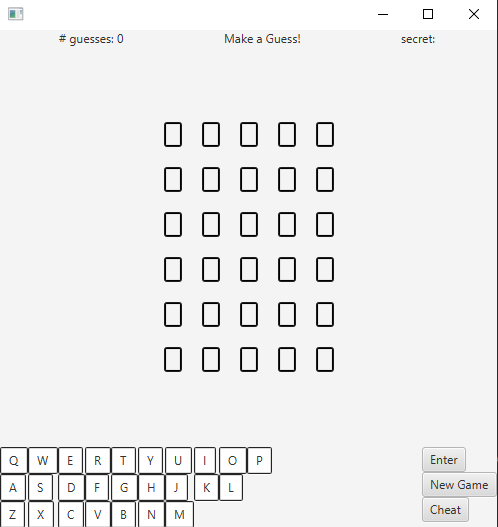 # guesses: 0 Make a Guess! secret:
Q W E R T Y U I O P
A S D F G H J K L
Z X C V B N M
Enter
New Game
Cheat